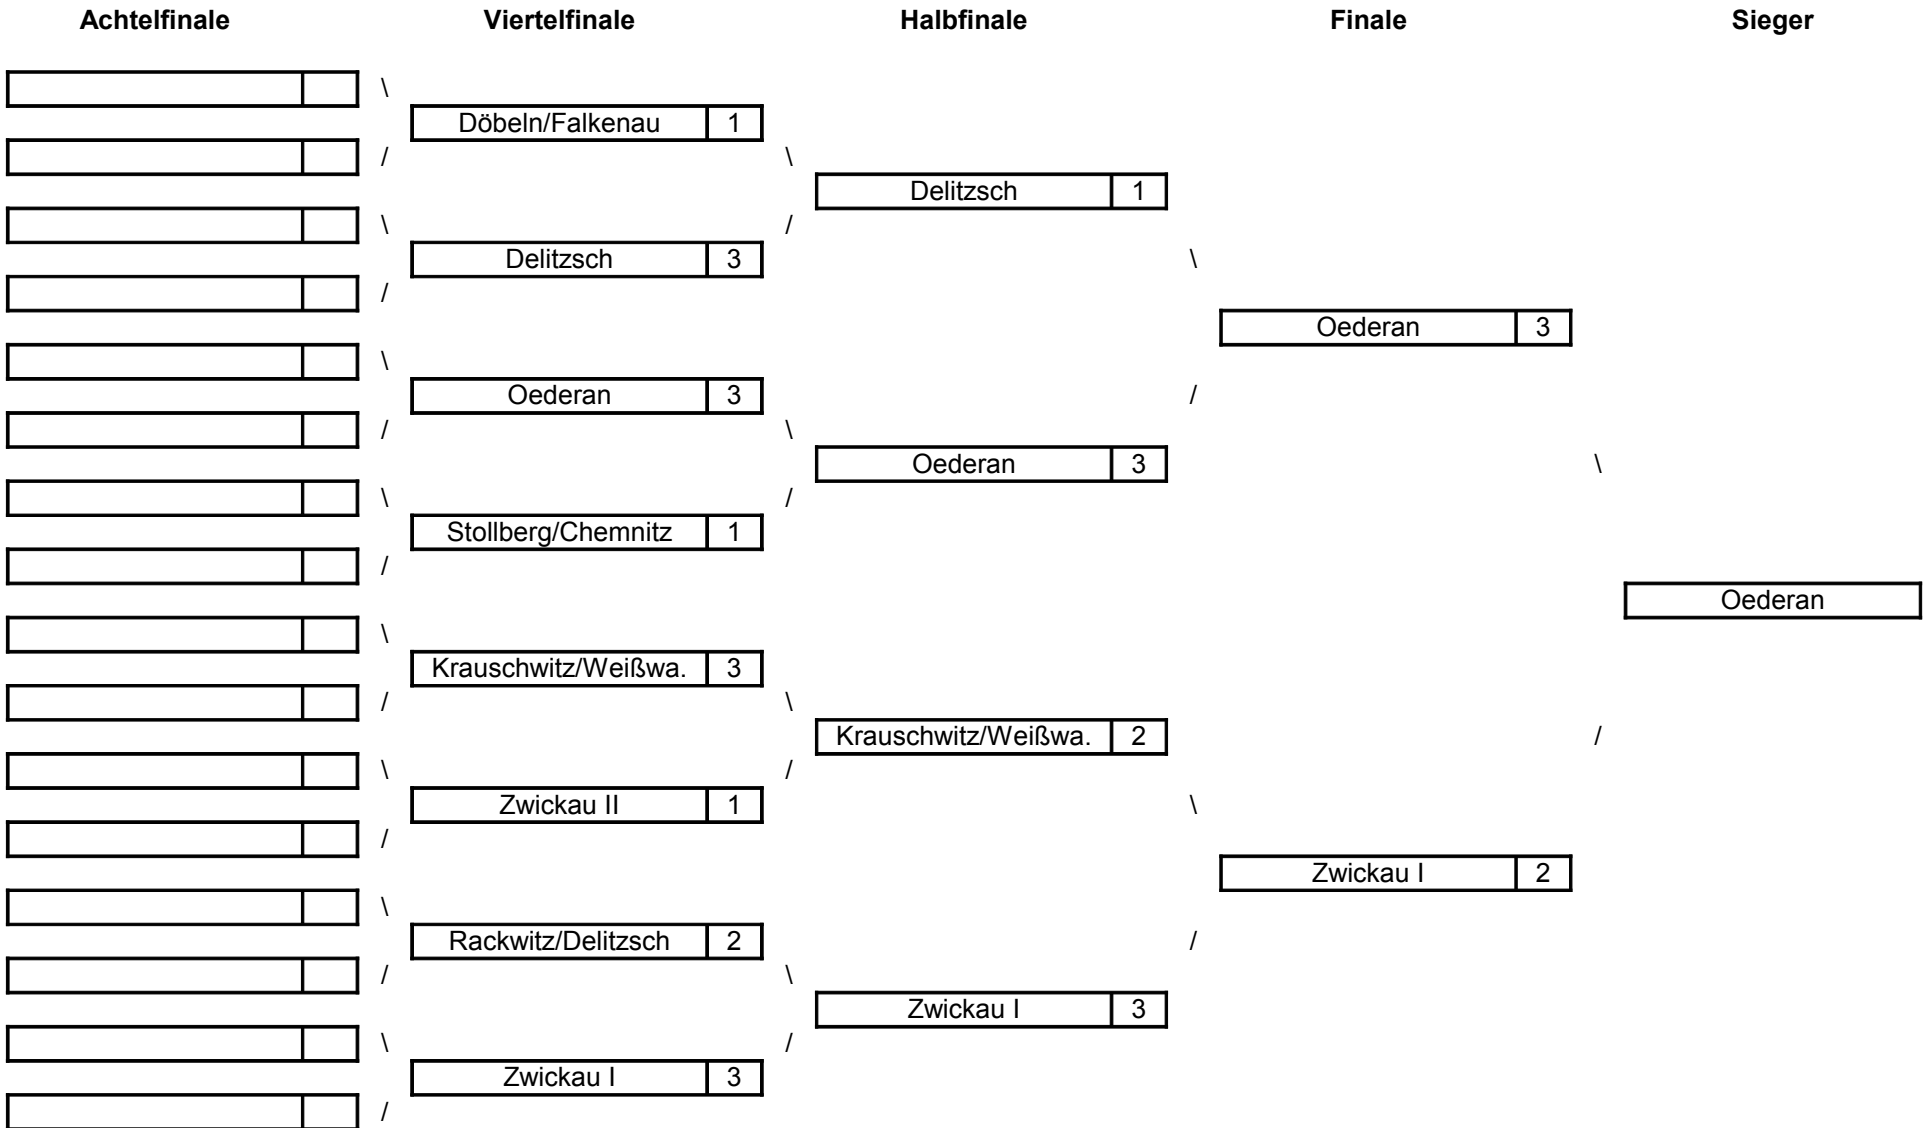 Achtelfinale Viertelfinale Halbfinale Finale Sieger
\
Döbeln/Falkenau 1
/ \
Delitzsch 1
\ /
Delitzsch 3 \
/
Oederan 3
\
Oederan 3 /
/ \
Oederan 3 \
\ /
Stollberg/Chemnitz 1
/
Oederan
\
Krauschwitz/Weißwa. 3
/ \
Krauschwitz/Weißwa. 2 /
\ /
Zwickau II 1 \
/
Zwickau I 2
\
Rackwitz/Delitzsch 2 /
/ \
Zwickau I 3
\ /
Zwickau I 3
/